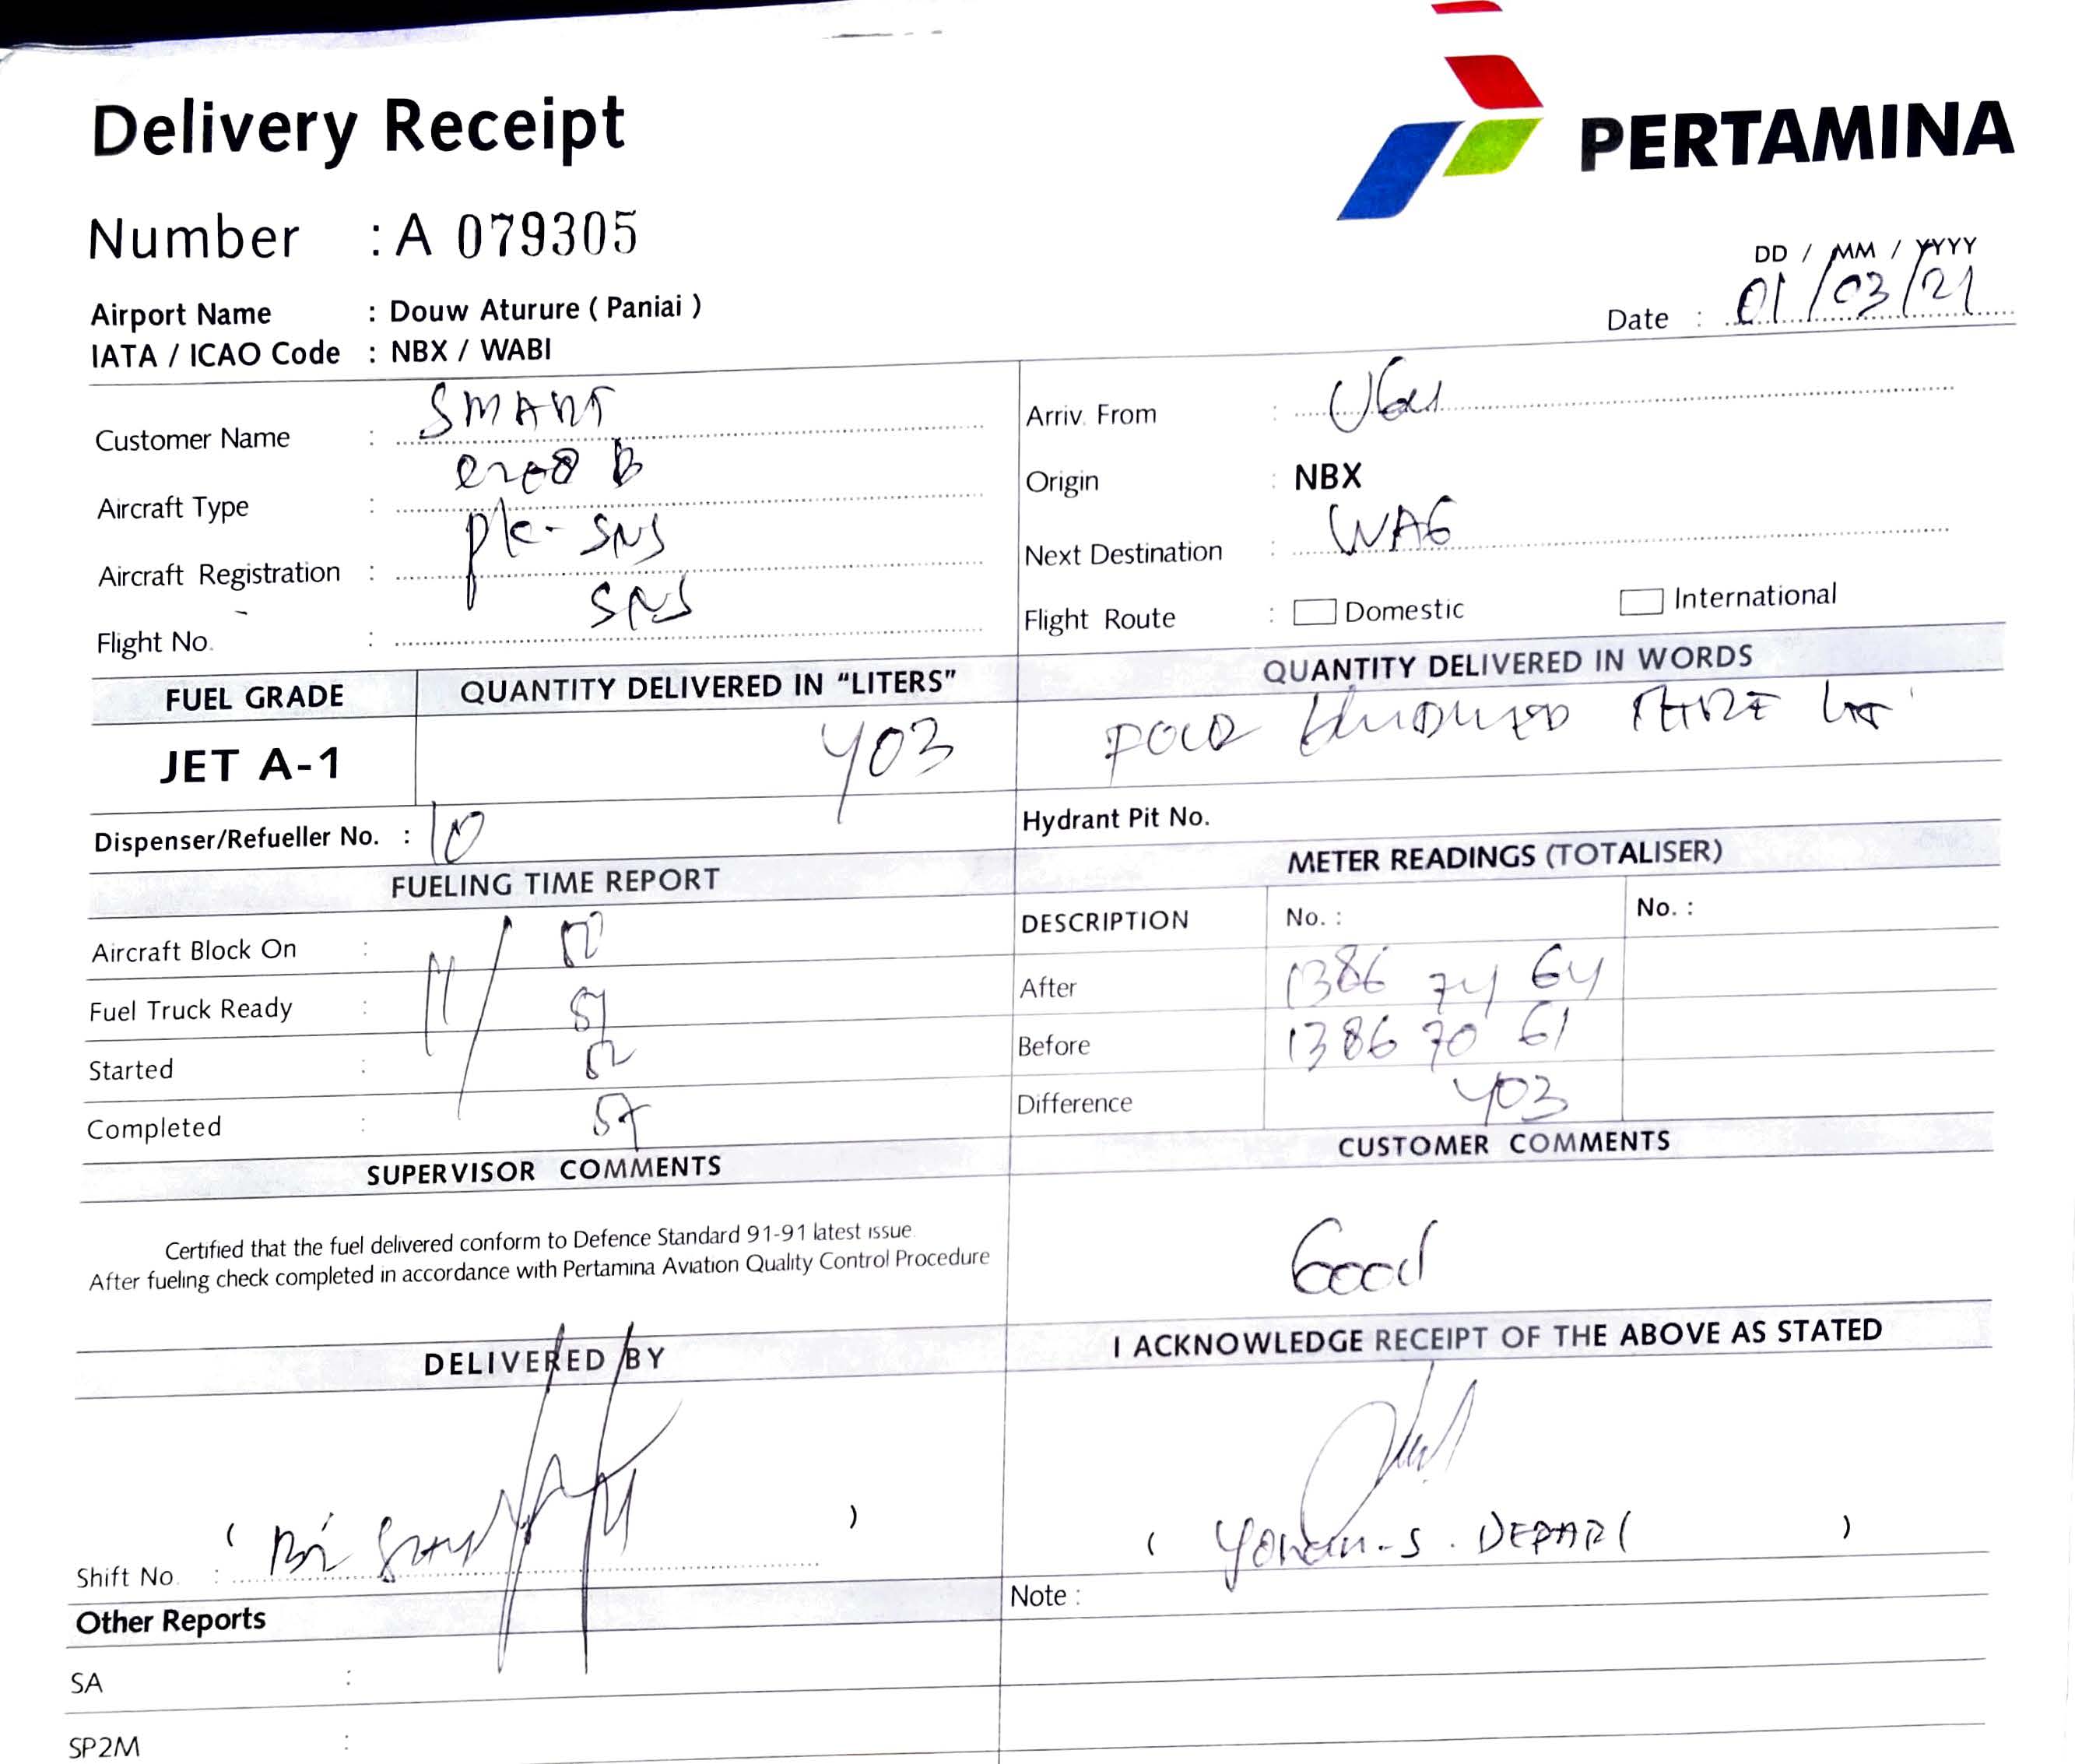 Delivery Receipt
PERTAMINA
Number : A 079305
DD / MM / YYYY
Date : 01/03/21
Airport Name : Douw Aturure ( Paniai )
IATA / ICAO Code : NBX / WABI
Customer Name : SMART
Aircraft Type : B
Aircraft Registration : PK-SNS
Flight No. : SNS
Arriv. From :
Origin : NBX
Next Destination :
Flight Route : Domestic International
FUEL GRADE QUANTITY DELIVERED IN "LITERS" QUANTITY DELIVERED IN WORDS
JET A-1 403 HUNDRED
Dispenser/Refueller No. : 10 Hydrant Pit No.
FUELING TIME REPORT
Aircraft Block On :
Fuel Truck Ready : 51
Started : 52
Completed : 57
METER READINGS (TOTALISER)
DESCRIPTION No. : No. :
After 1386 74 64
Before 1386 70 61
Difference 403
SUPERVISOR COMMENTS
Certified that the fuel delivered conform to Defence Standard 91-91 latest issue
After fueling check completed in accordance with Pertamina Aviation Quality Control Procedure
CUSTOMER COMMENTS
Good
DELIVERED BY
( )
Shift No. :
I ACKNOWLEDGE RECEIPT OF THE ABOVE AS STATED
( S. DEPARI )
Other Reports
Note :
SA :
SP2M :